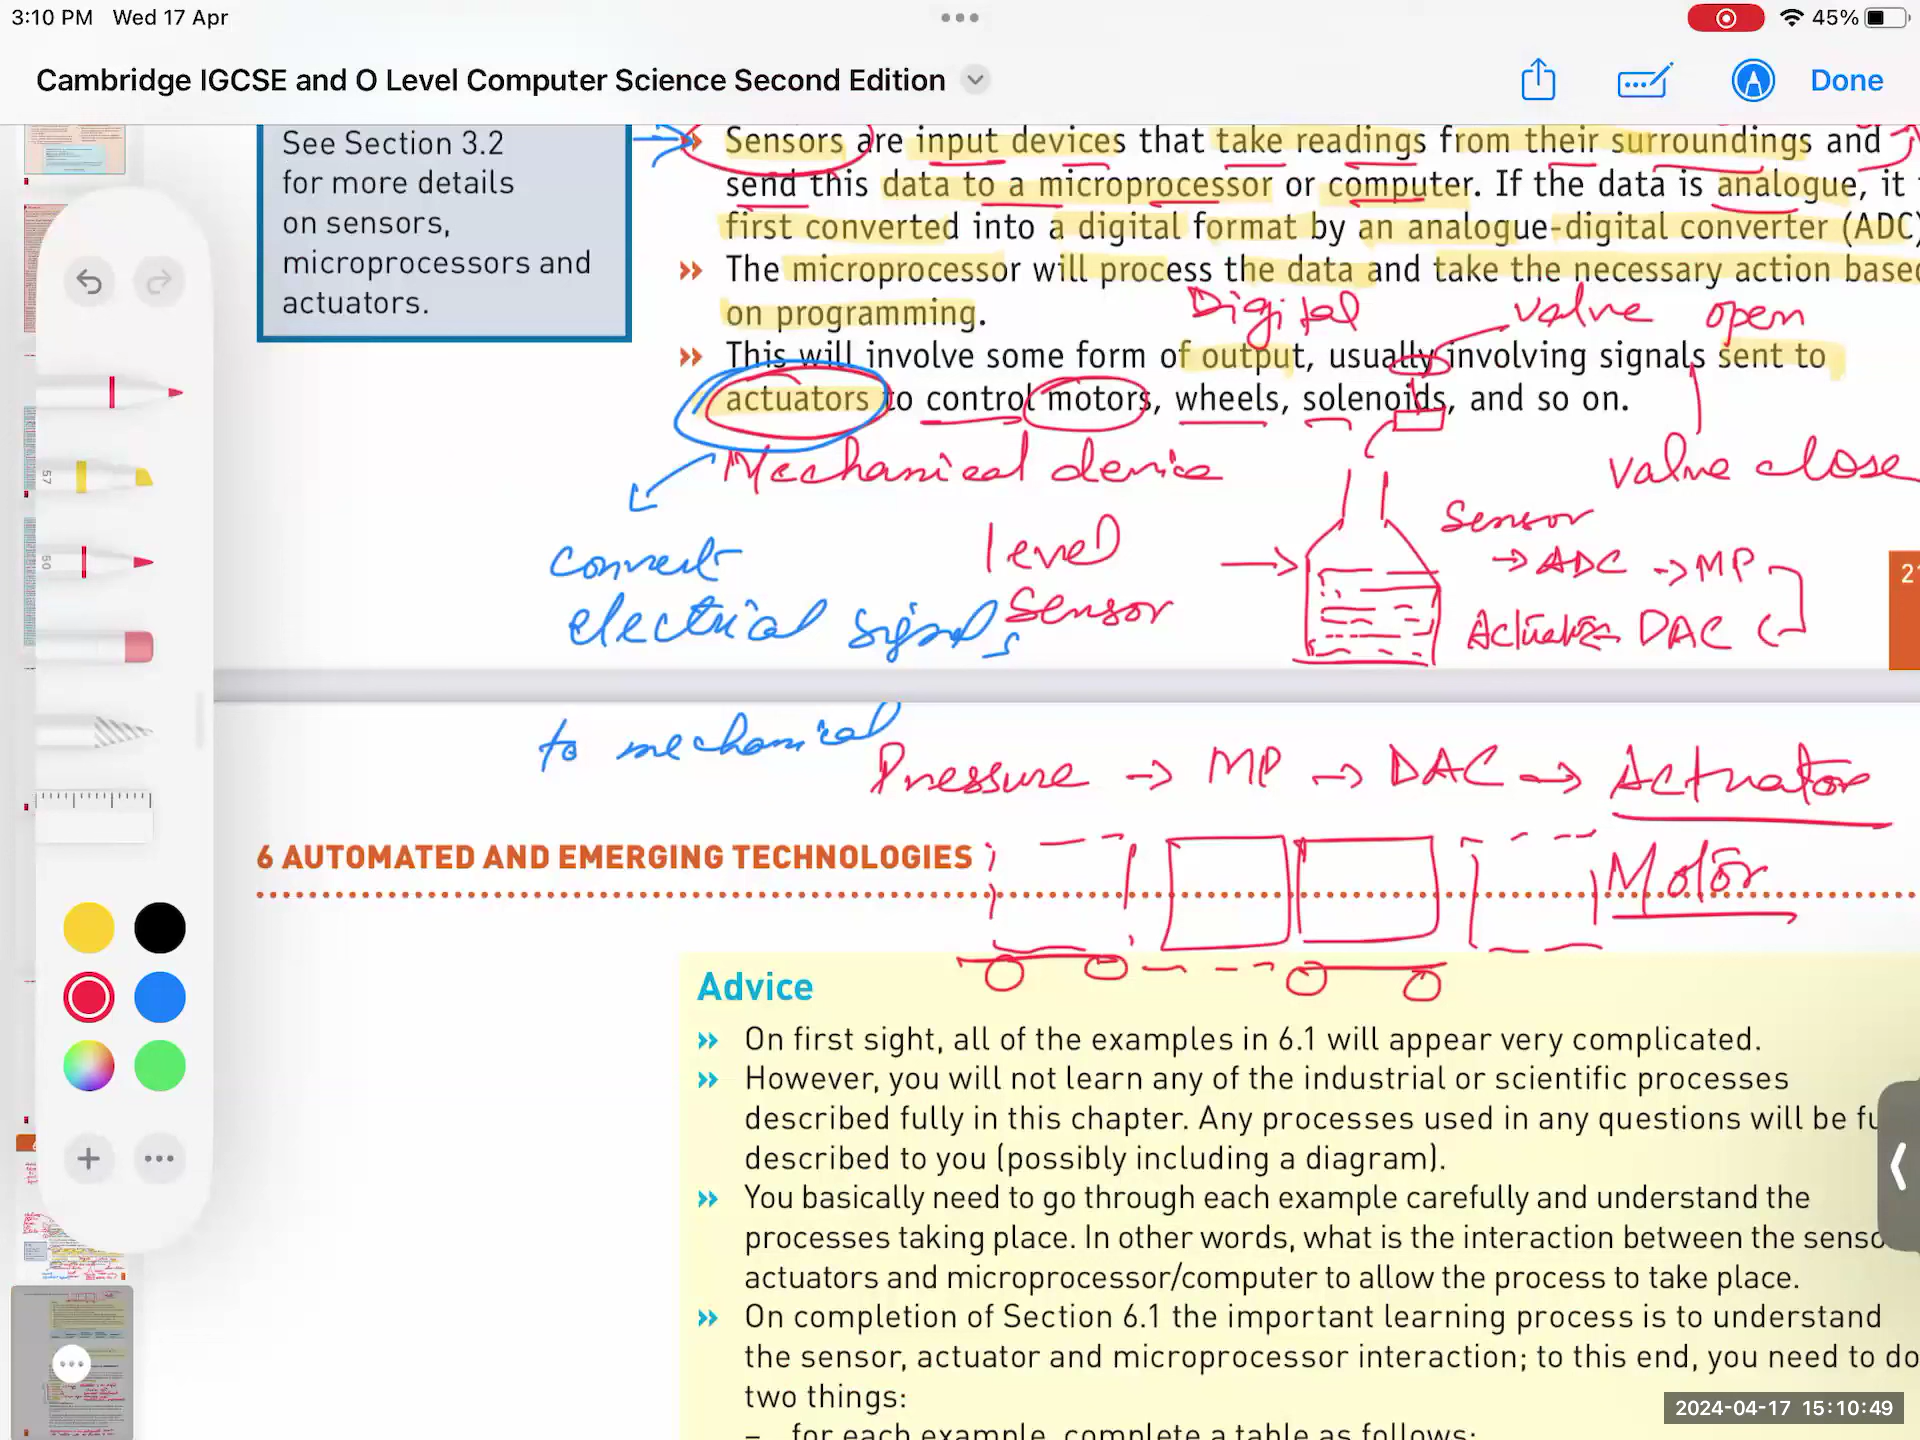 3:10 PM Wed 17 Apr
45%
Cambridge IGCSE and O Level Computer Science Second Edition
Done
See Section 3.2
for more details
on sensors,
microprocessors and
actuators.
» Sensors are input devices that take readings from their surroundings and
send this data to a microprocessor or computer. If the data is analogue, it
first converted into a digital format by an analogue-digital converter (ADC)
» The microprocessor will process the data and take the necessary action based
on programming.
Digital
valve open
» This will involve some form of output, usually involving signals sent to
actuators to control motors, wheels, solenoids, and so on.
Mechanical device
valve close
convert
electrical signals
level
Sensor
Sensor
→ ADC → MP
Actuator ← DAC
21
to mechanical
Pressure → MP → DAC → Actuator
Motor
6 AUTOMATED AND EMERGING TECHNOLOGIES
Advice
» On first sight, all of the examples in 6.1 will appear very complicated.
» However, you will not learn any of the industrial or scientific processes
described fully in this chapter. Any processes used in any questions will be fu
described to you (possibly including a diagram).
» You basically need to go through each example carefully and understand the
processes taking place. In other words, what is the interaction between the senso
actuators and microprocessor/computer to allow the process to take place.
» On completion of Section 6.1 the important learning process is to understand
the sensor, actuator and microprocessor interaction; to this end, you need to do
two things:
– for each example, complete a table as follows:
57
50
2024-04-17 15:10:49